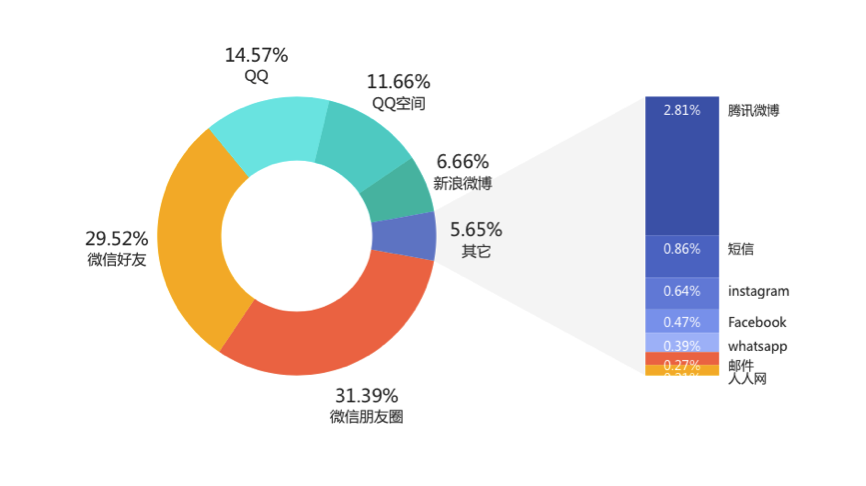 14.57%
QQ
11.66%
QQ空间
6.66%
新浪微博
5.65%
其它
29.52%
微信好友
31.39%
微信朋友圈
2.81%
腾讯微博
0.86%
短信
0.64%
instagram
0.47%
Facebook
0.39%
whatsapp
0.27%
邮件
人人网